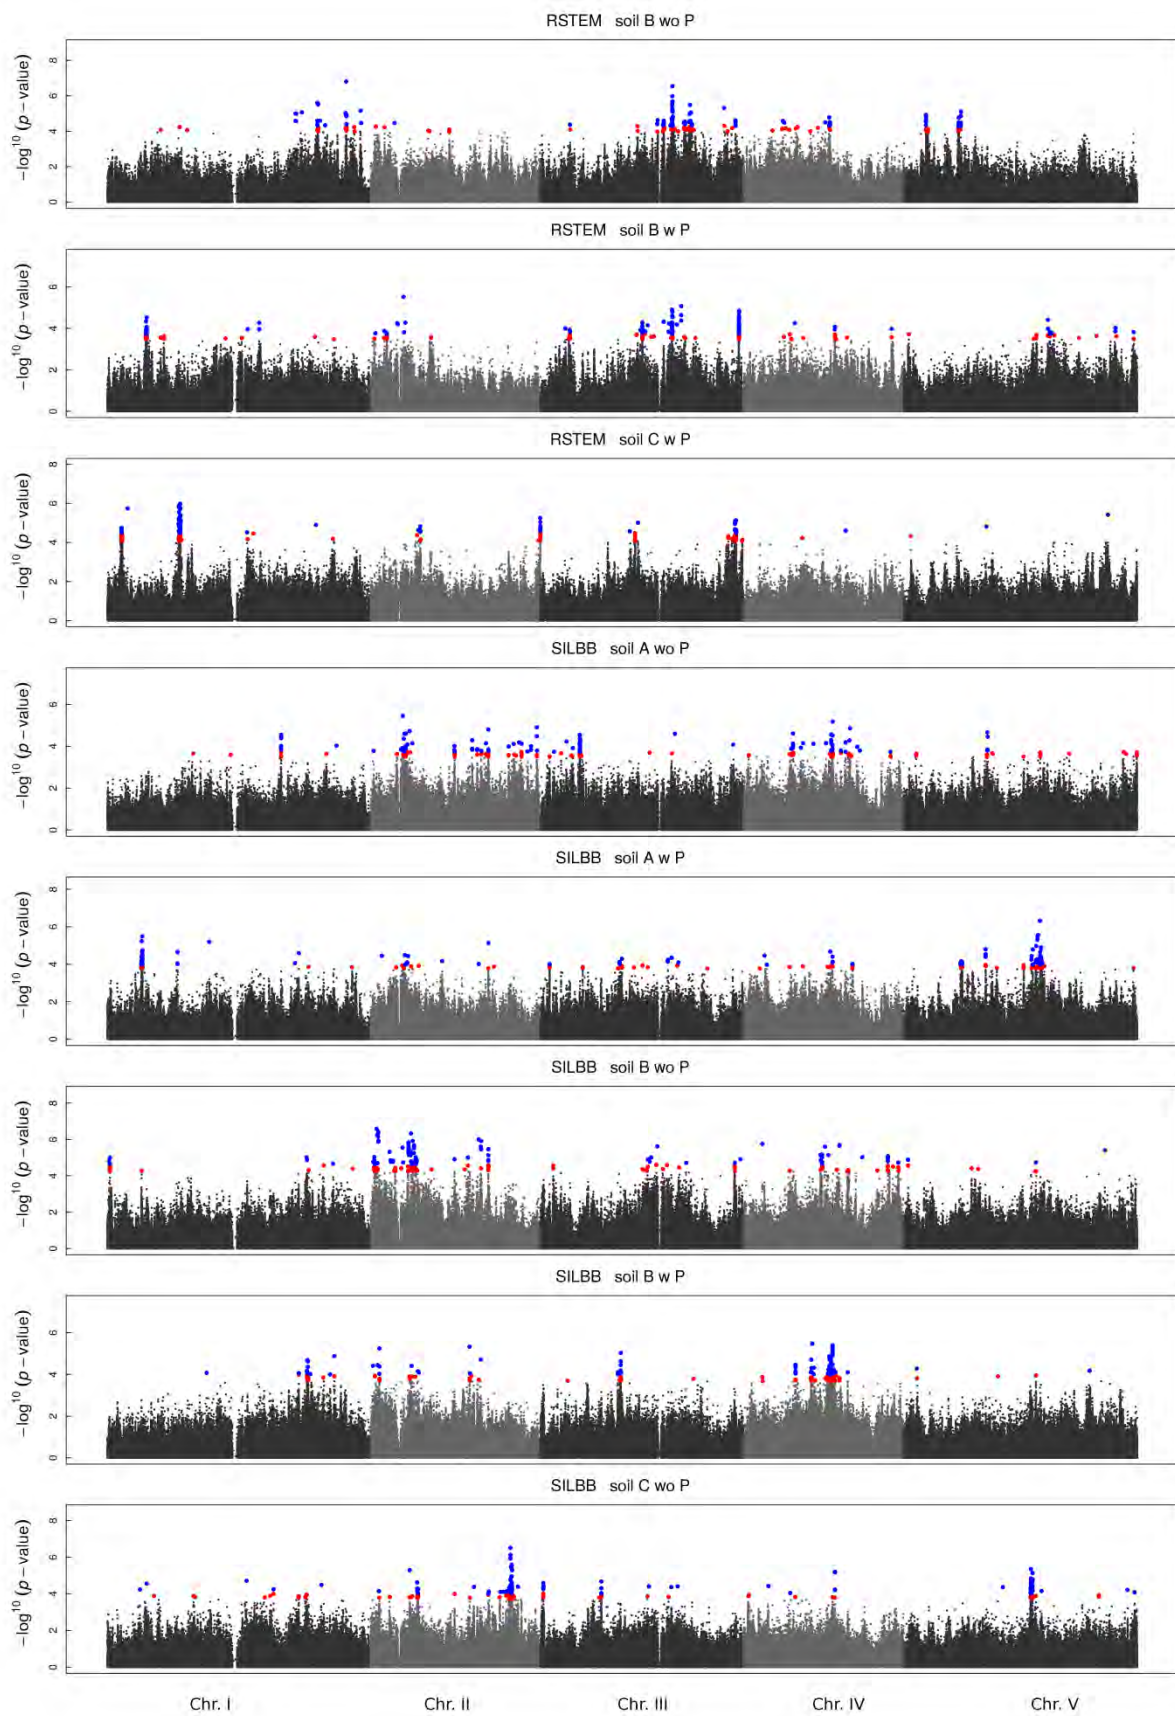 RSTEM soil B wo P
−log¹⁰ (p − value)
8
6
4
2
0
RSTEM soil B w P
−log¹⁰ (p − value)
6
4
2
0
RSTEM soil C w P
−log¹⁰ (p − value)
8
6
4
2
0
SILBB soil A wo P
−log¹⁰ (p − value)
6
4
2
0
SILBB soil A w P
−log¹⁰ (p − value)
8
6
4
2
0
SILBB soil B wo P
−log¹⁰ (p − value)
8
6
4
2
0
SILBB soil B w P
−log¹⁰ (p − value)
6
4
2
0
SILBB soil C wo P
−log¹⁰ (p − value)
8
6
4
2
0
Chr. I Chr. II Chr. III Chr. IV Chr. V